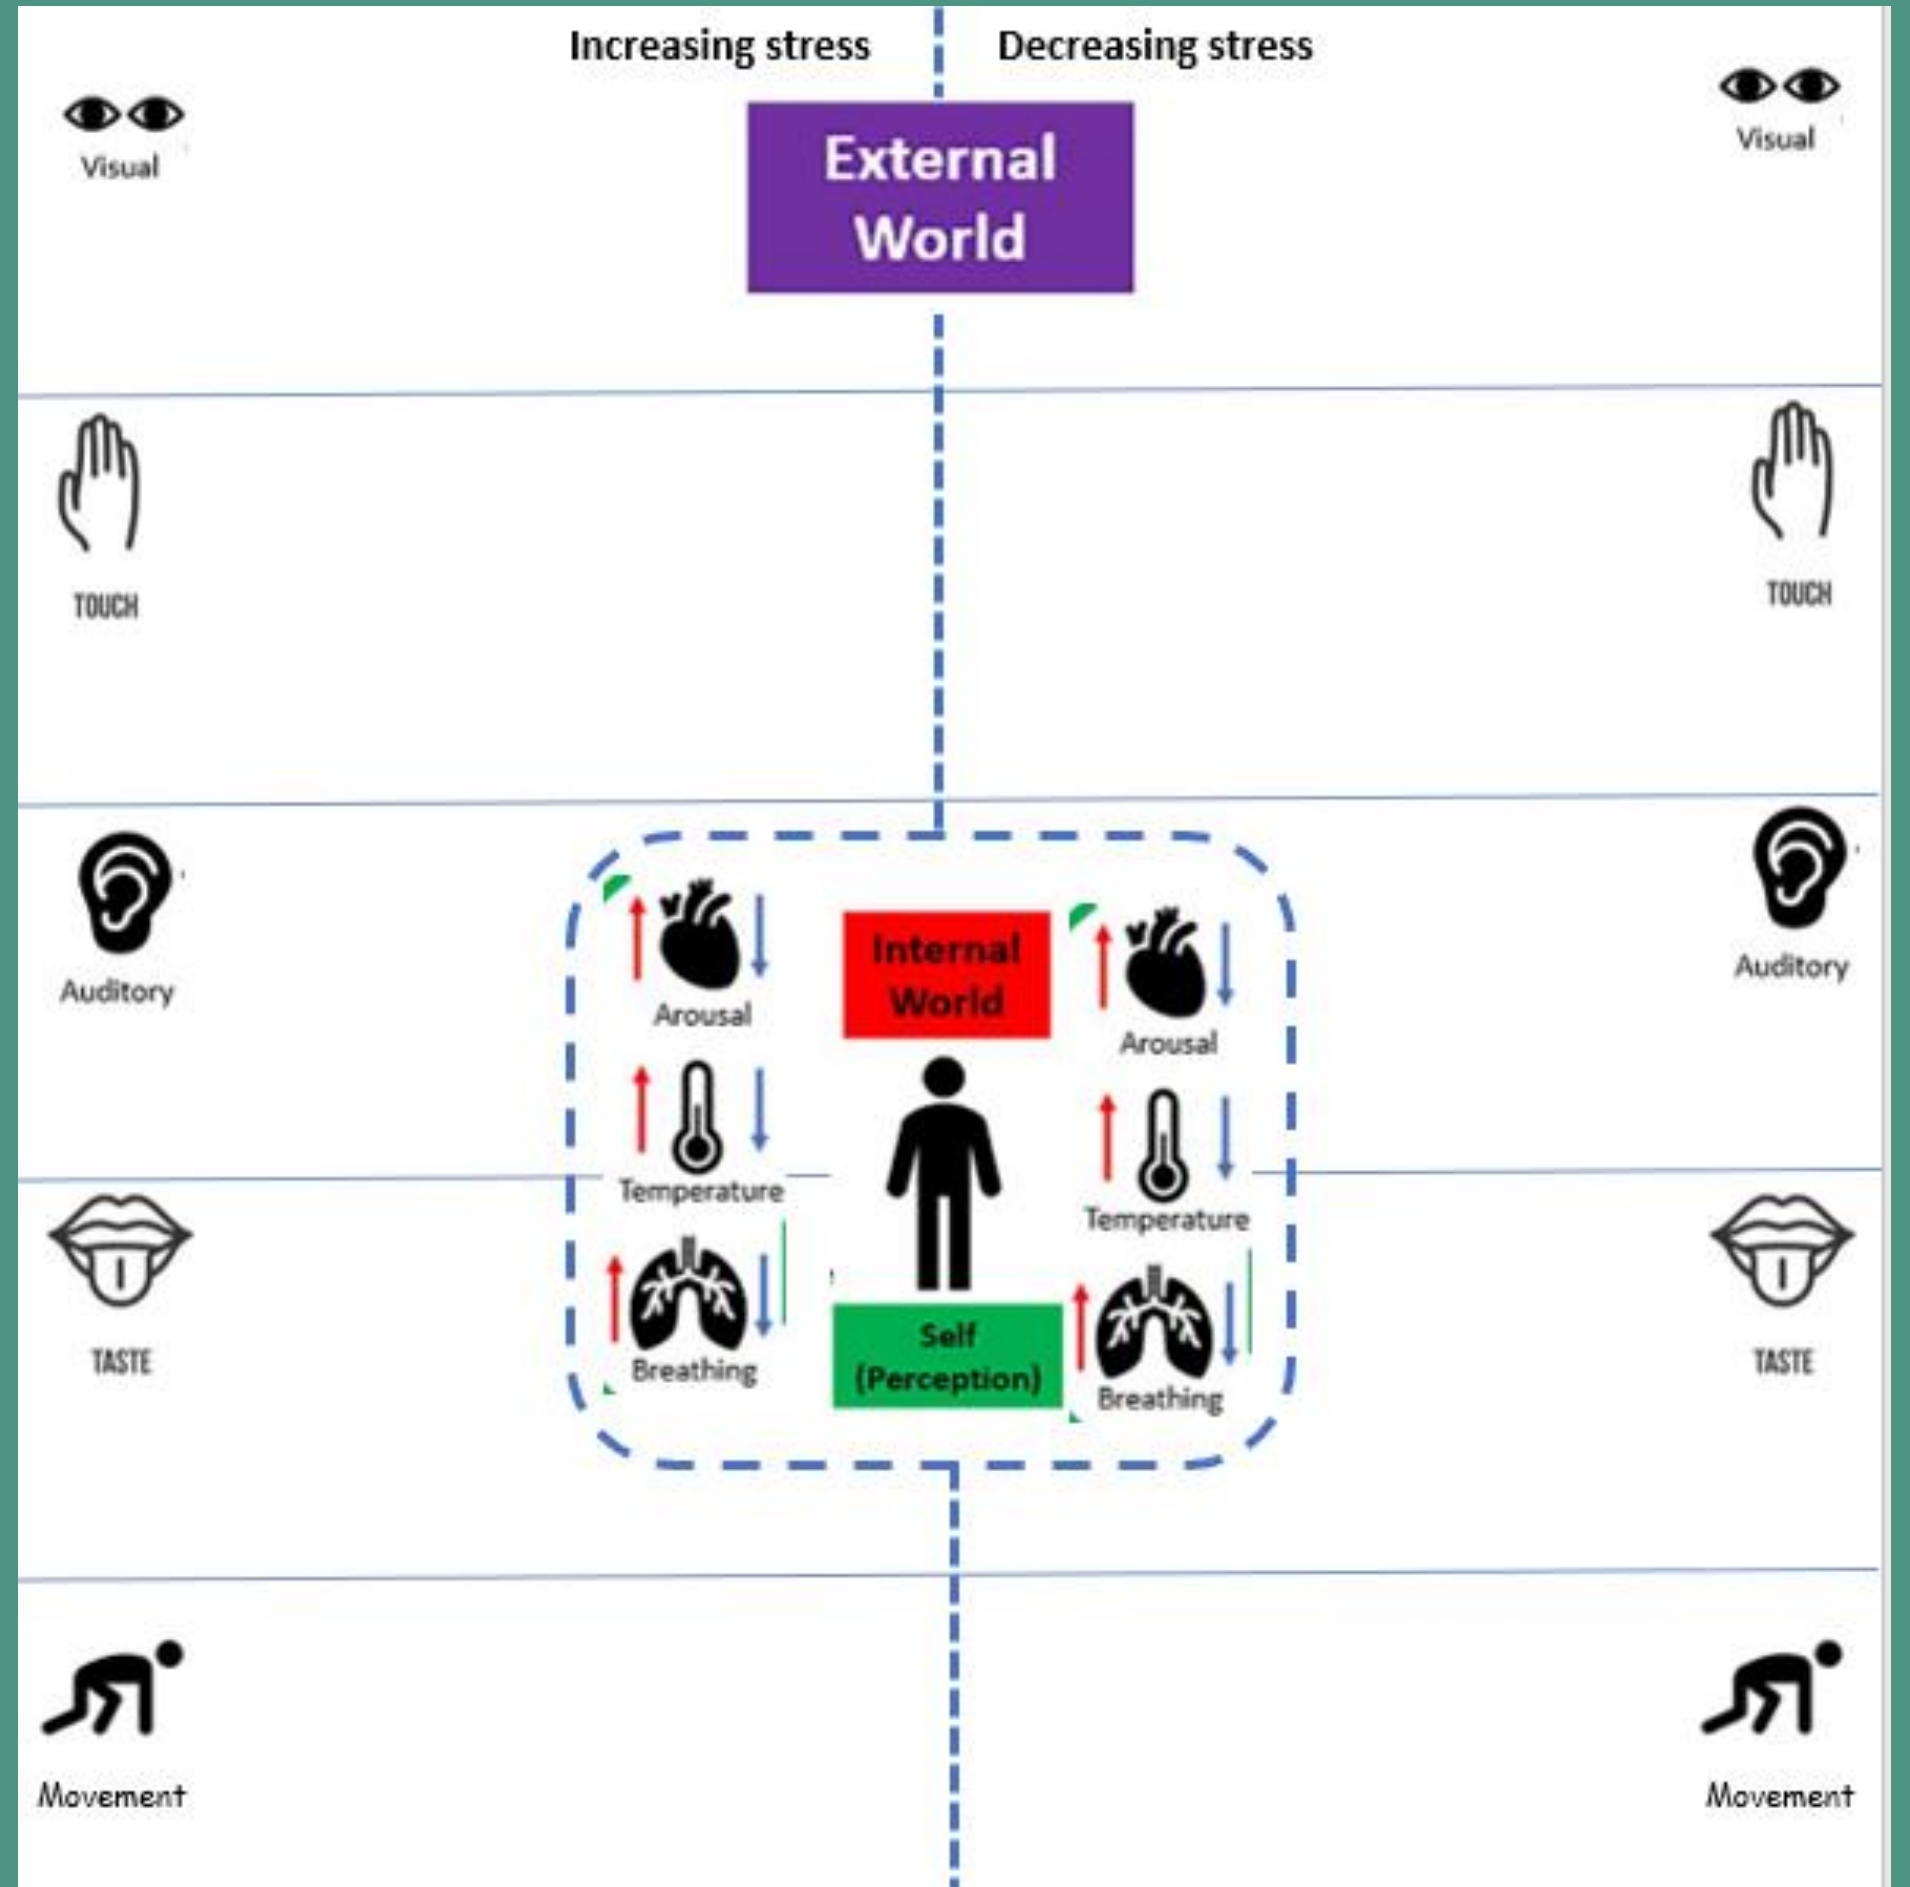 Increasing stress
Decreasing stress
Visual
Visual
External
World
TOUCH
TOUCH
Auditory
Auditory
Arousal
Internal
World
Arousal
Temperature
Temperature
TASTE
TASTE
Breathing
Self
(Perception)
Breathing
Movement
Movement